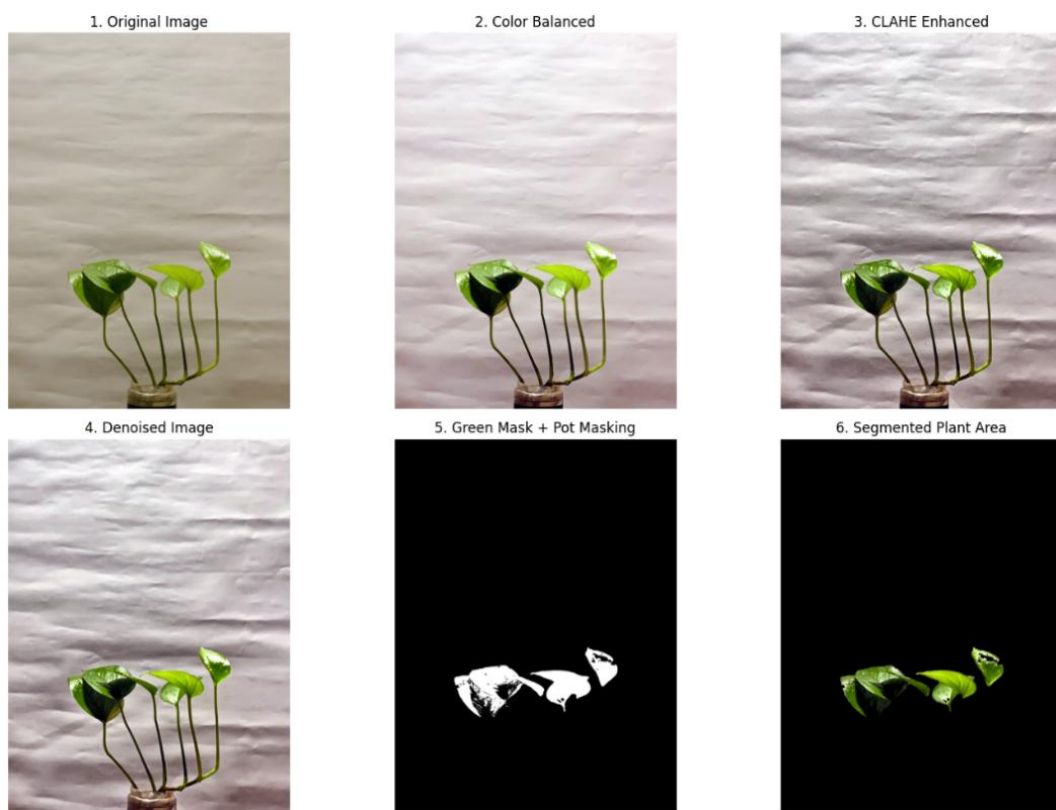 1. Original Image
2. Color Balanced
3. CLAHE Enhanced
4. Denoised Image
5. Green Mask + Pot Masking
6. Segmented Plant Area